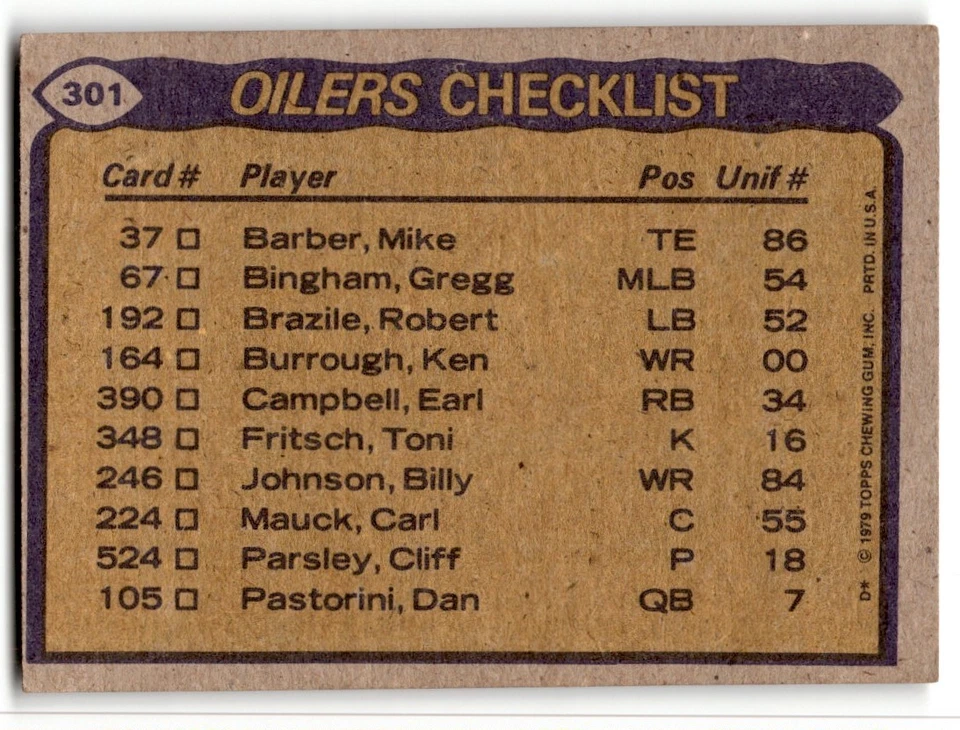 301 OILERS CHECKLIST
Card # Player Pos Unif #
37 □ Barber, Mike TE 86
67 □ Bingham, Gregg MLB 54
192 □ Brazile, Robert LB 52
164 □ Burrough, Ken WR 00
390 □ Campbell, Earl RB 34
348 □ Fritsch, Toni K 16
246 □ Johnson, Billy WR 84
224 □ Mauck, Carl C 55
524 □ Parsley, Cliff P 18
105 □ Pastorini, Dan QB 7
D* © 1979 TOPPS CHEWING GUM, INC. PRTD. IN U.S.A.